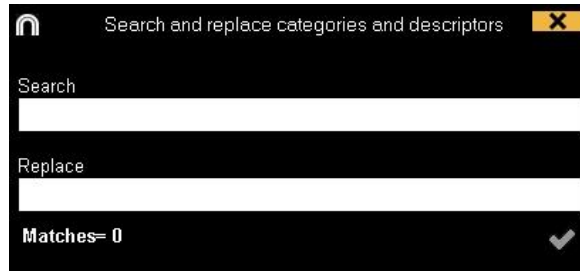 Search and replace categories and descriptors
Search
Replace
Matches= 0